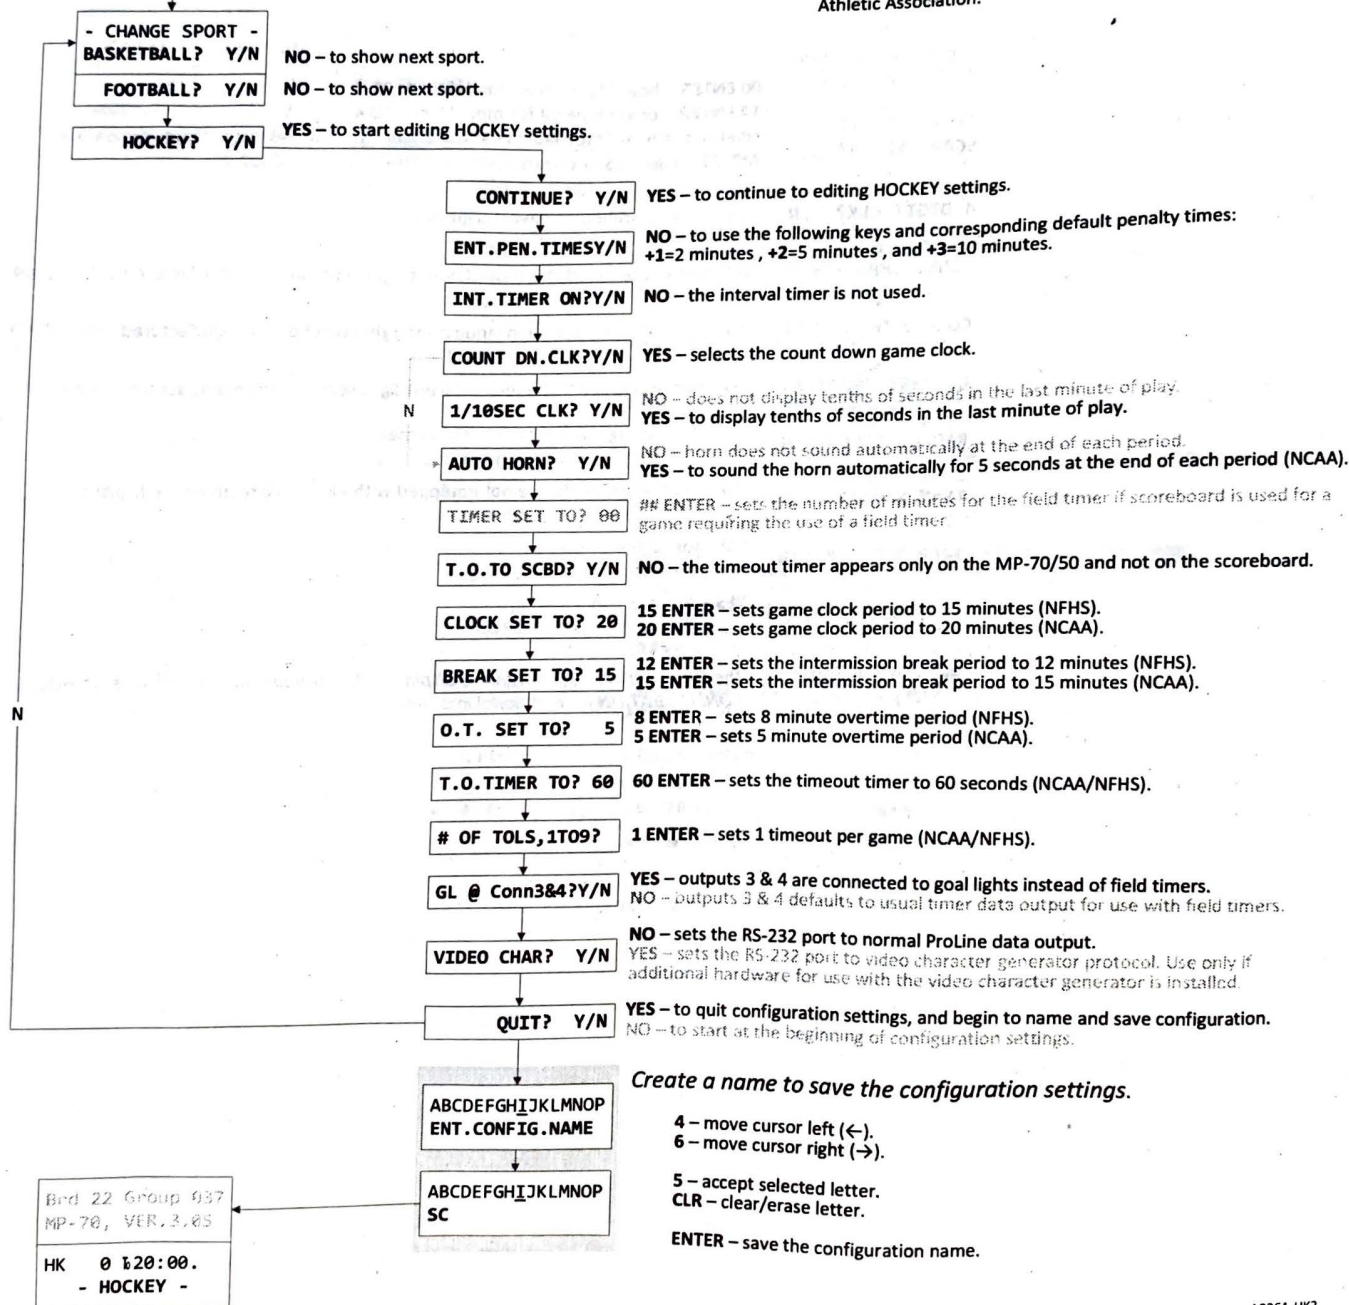 Athletic Association.
- CHANGE SPORT -
BASKETBALL? Y/N
NO – to show next sport.
FOOTBALL? Y/N
NO – to show next sport.
HOCKEY? Y/N
YES – to start editing HOCKEY settings.
CONTINUE? Y/N
YES – to continue to editing HOCKEY settings.
ENT.PEN.TIMESY/N
NO – to use the following keys and corresponding default penalty times:
+1=2 minutes , +2=5 minutes , and +3=10 minutes.
INT.TIMER ON?Y/N
NO – the interval timer is not used.
COUNT DN.CLK?Y/N
YES – selects the count down game clock.
N
1/10SEC CLK? Y/N
NO – does not display tenths of seconds in the last minute of play.
YES – to display tenths of seconds in the last minute of play.
AUTO HORN? Y/N
NO – horn does not sound automatically at the end of each period.
YES – to sound the horn automatically for 5 seconds at the end of each period (NCAA).
TIMER SET TO? 00
## ENTER – sets the number of minutes for the field timer if scoreboard is used for a
game requiring the use of a field timer
T.O.TO SCBD? Y/N
NO – the timeout timer appears only on the MP-70/50 and not on the scoreboard.
CLOCK SET TO? 20
15 ENTER – sets game clock period to 15 minutes (NFHS).
20 ENTER – sets game clock period to 20 minutes (NCAA).
BREAK SET TO? 15
12 ENTER – sets the intermission break period to 12 minutes (NFHS).
15 ENTER – sets the intermission break period to 15 minutes (NCAA).
N
O.T. SET TO? 5
8 ENTER – sets 8 minute overtime period (NFHS).
5 ENTER – sets 5 minute overtime period (NCAA).
T.O.TIMER TO? 60
60 ENTER – sets the timeout timer to 60 seconds (NCAA/NFHS).
# OF TOLS,1TO9?
1 ENTER – sets 1 timeout per game (NCAA/NFHS).
GL @ Conn3&4?Y/N
YES – outputs 3 & 4 are connected to goal lights instead of field timers.
NO – outputs 3 & 4 defaults to usual timer data output for use with field timers.
VIDEO CHAR? Y/N
NO – sets the RS-232 port to normal ProLine data output.
YES – sets the RS-232 port to video character generator protocol. Use only if
additional hardware for use with the video character generator is installed.
QUIT? Y/N
YES – to quit configuration settings, and begin to name and save configuration.
NO – to start at the beginning of configuration settings.
Create a name to save the configuration settings.
ABCDEFGHIJKLMNOP
ENT.CONFIG.NAME
4 – move cursor left (←).
6 – move cursor right (→).
ABCDEFGHIJKLMNOP
SC
5 – accept selected letter.
CLR – clear/erase letter.
ENTER – save the configuration name.
Brd 22 Group 037
MP-70, VER.3.05
HK 0 20:00.
- HOCKEY -